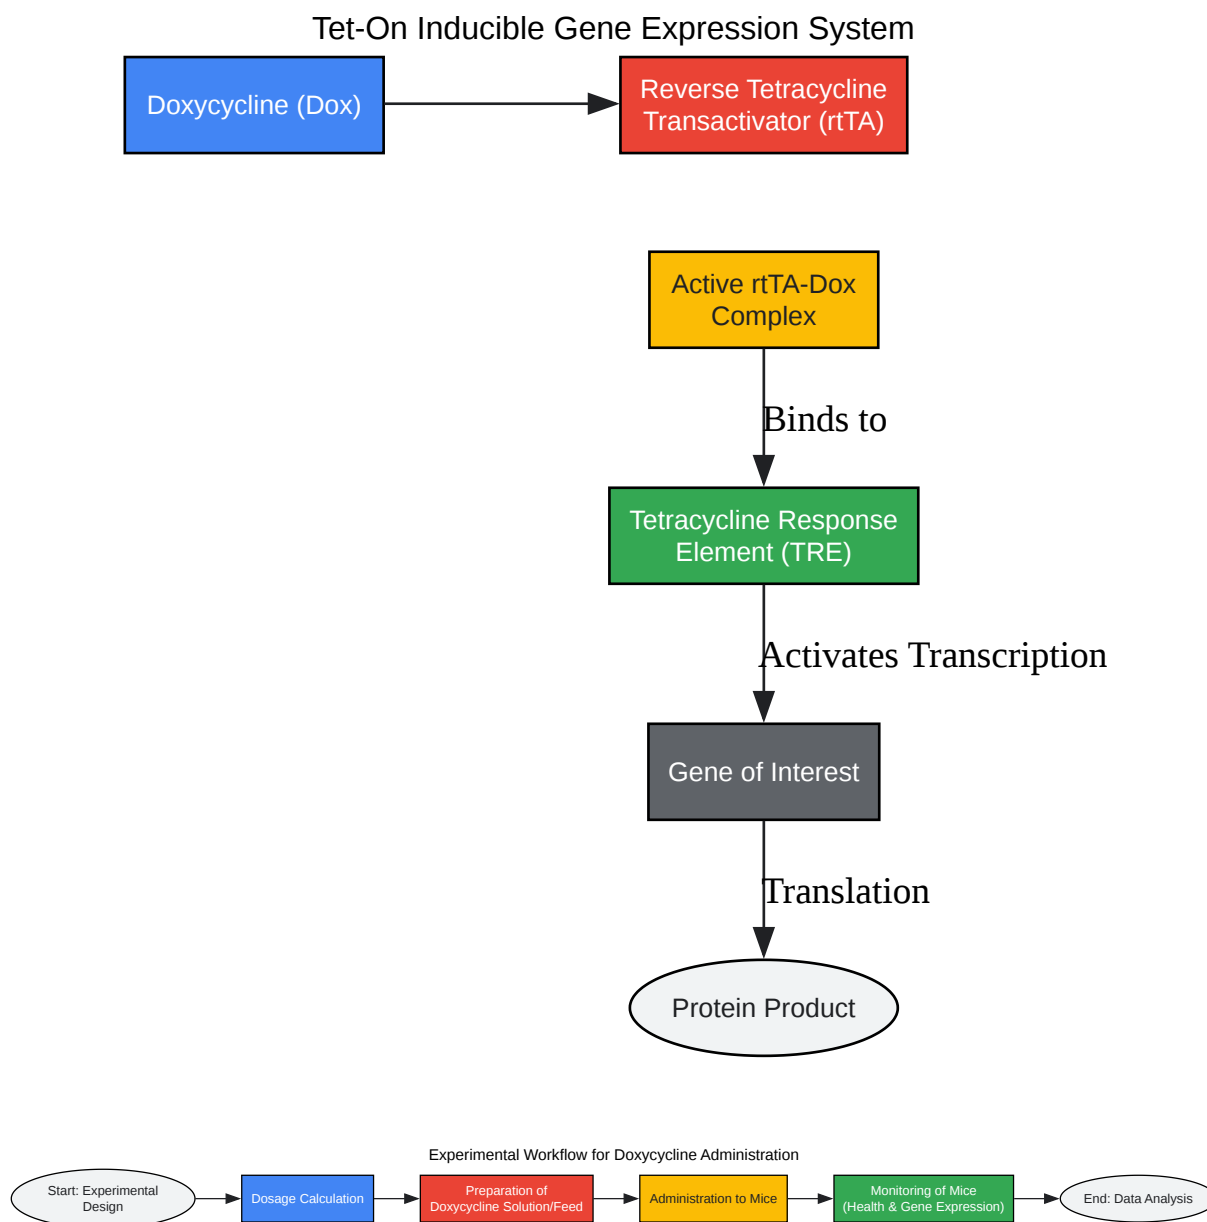 Tet-On Inducible Gene Expression System
Doxycycline (Dox)
Reverse Tetracycline
Transactivator (rtTA)
Active rtTA-Dox
Complex
Binds to
Tetracycline Response
Element (TRE)
Activates Transcription
Gene of Interest
Translation
Protein Product
Experimental Workflow for Doxycycline Administration
Start: Experimental
Design
Dosage Calculation
Preparation of
Doxycycline Solution/Feed
Administration to Mice
Monitoring of Mice
(Health & Gene Expression)
End: Data Analysis